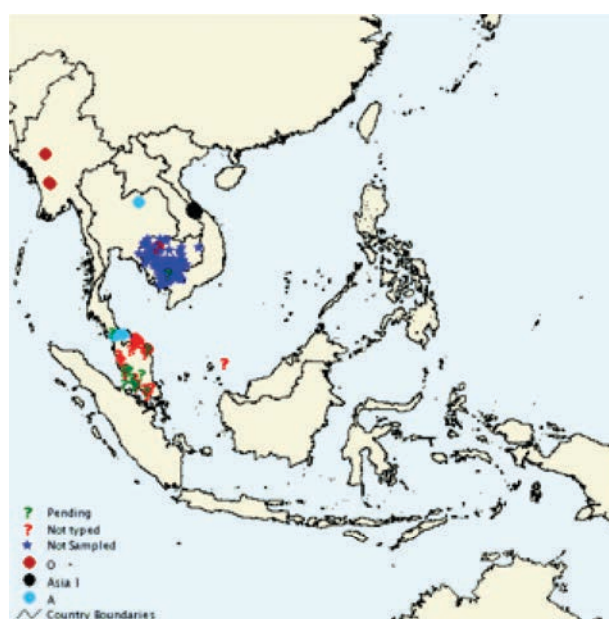 ? Pending
? Not typed
Not Sampled
O
Asia 1
A
Country Boundaries